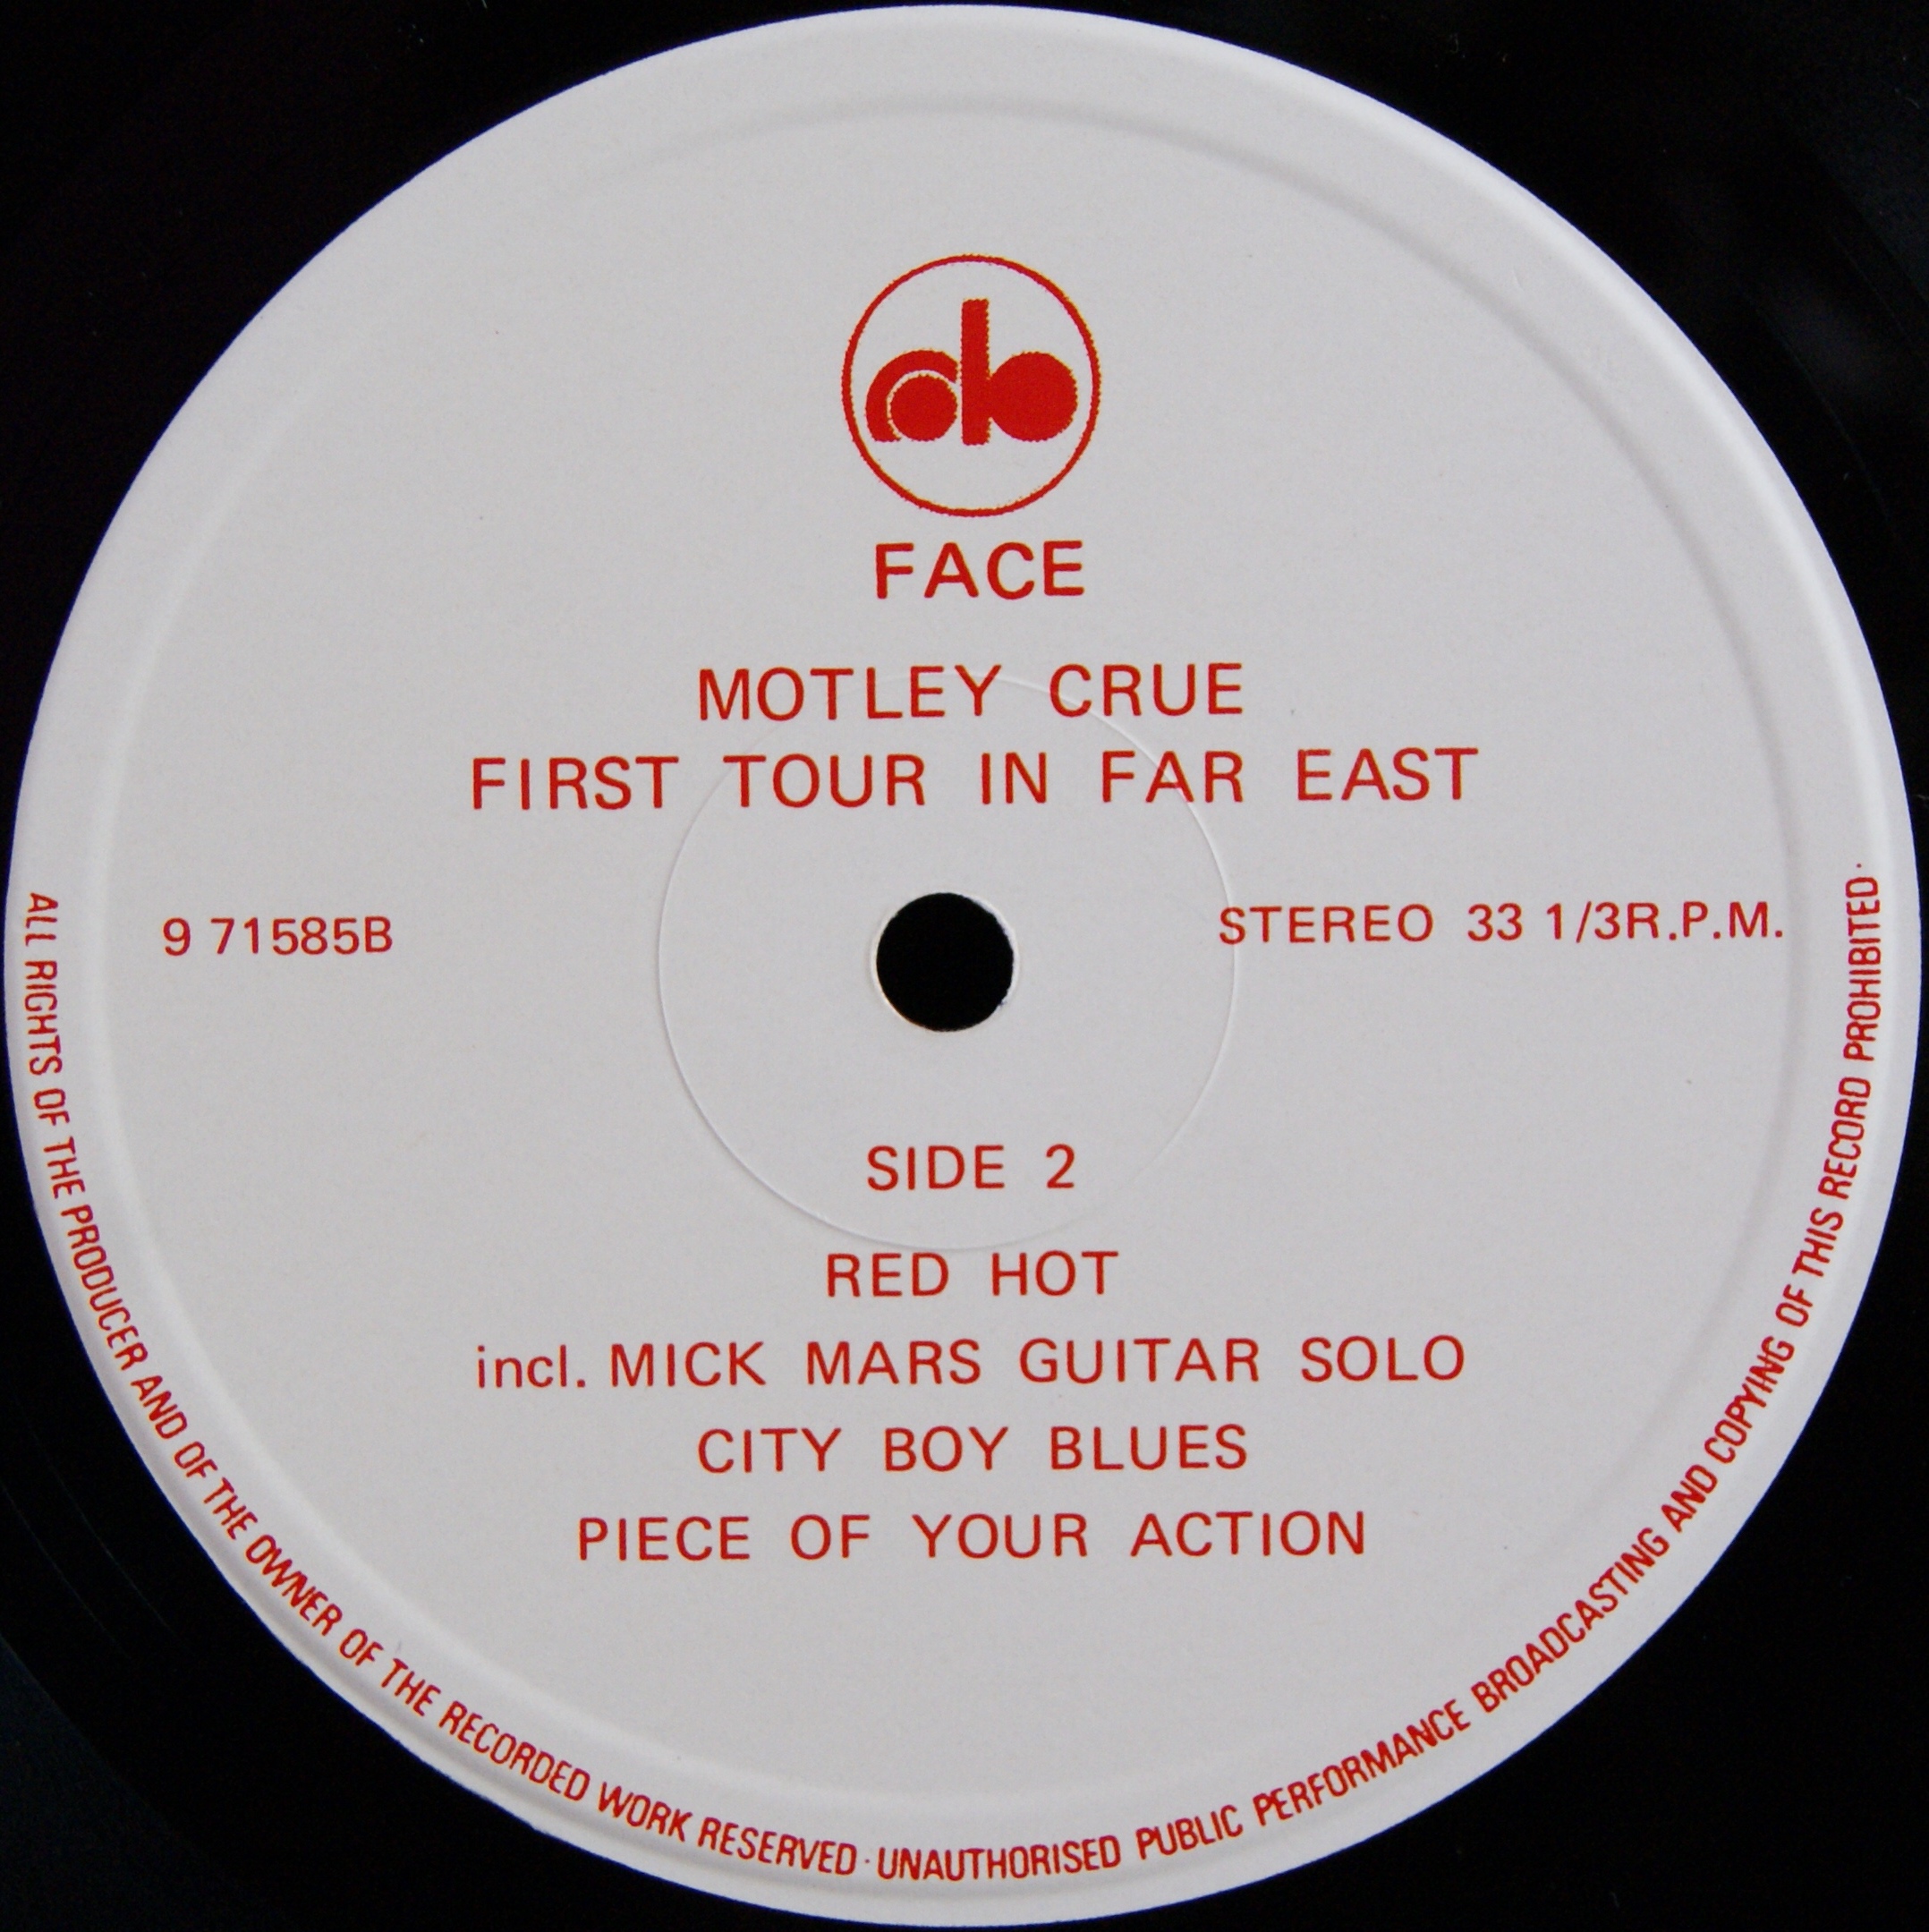 FACE
MOTLEY CRUE
FIRST TOUR IN FAR EAST
9 71585B
STEREO 33 1/3R.P.M.
SIDE 2
RED HOT
incl. MICK MARS GUITAR SOLO
CITY BOY BLUES
PIECE OF YOUR ACTION
ALL RIGHTS OF THE PRODUCER AND OF THE OWNER OF THE RECORDED WORK RESERVED · UNAUTHORISED PUBLIC PERFORMANCE BROADCASTING AND COPYING OF THIS RECORD PROHIBITED ·